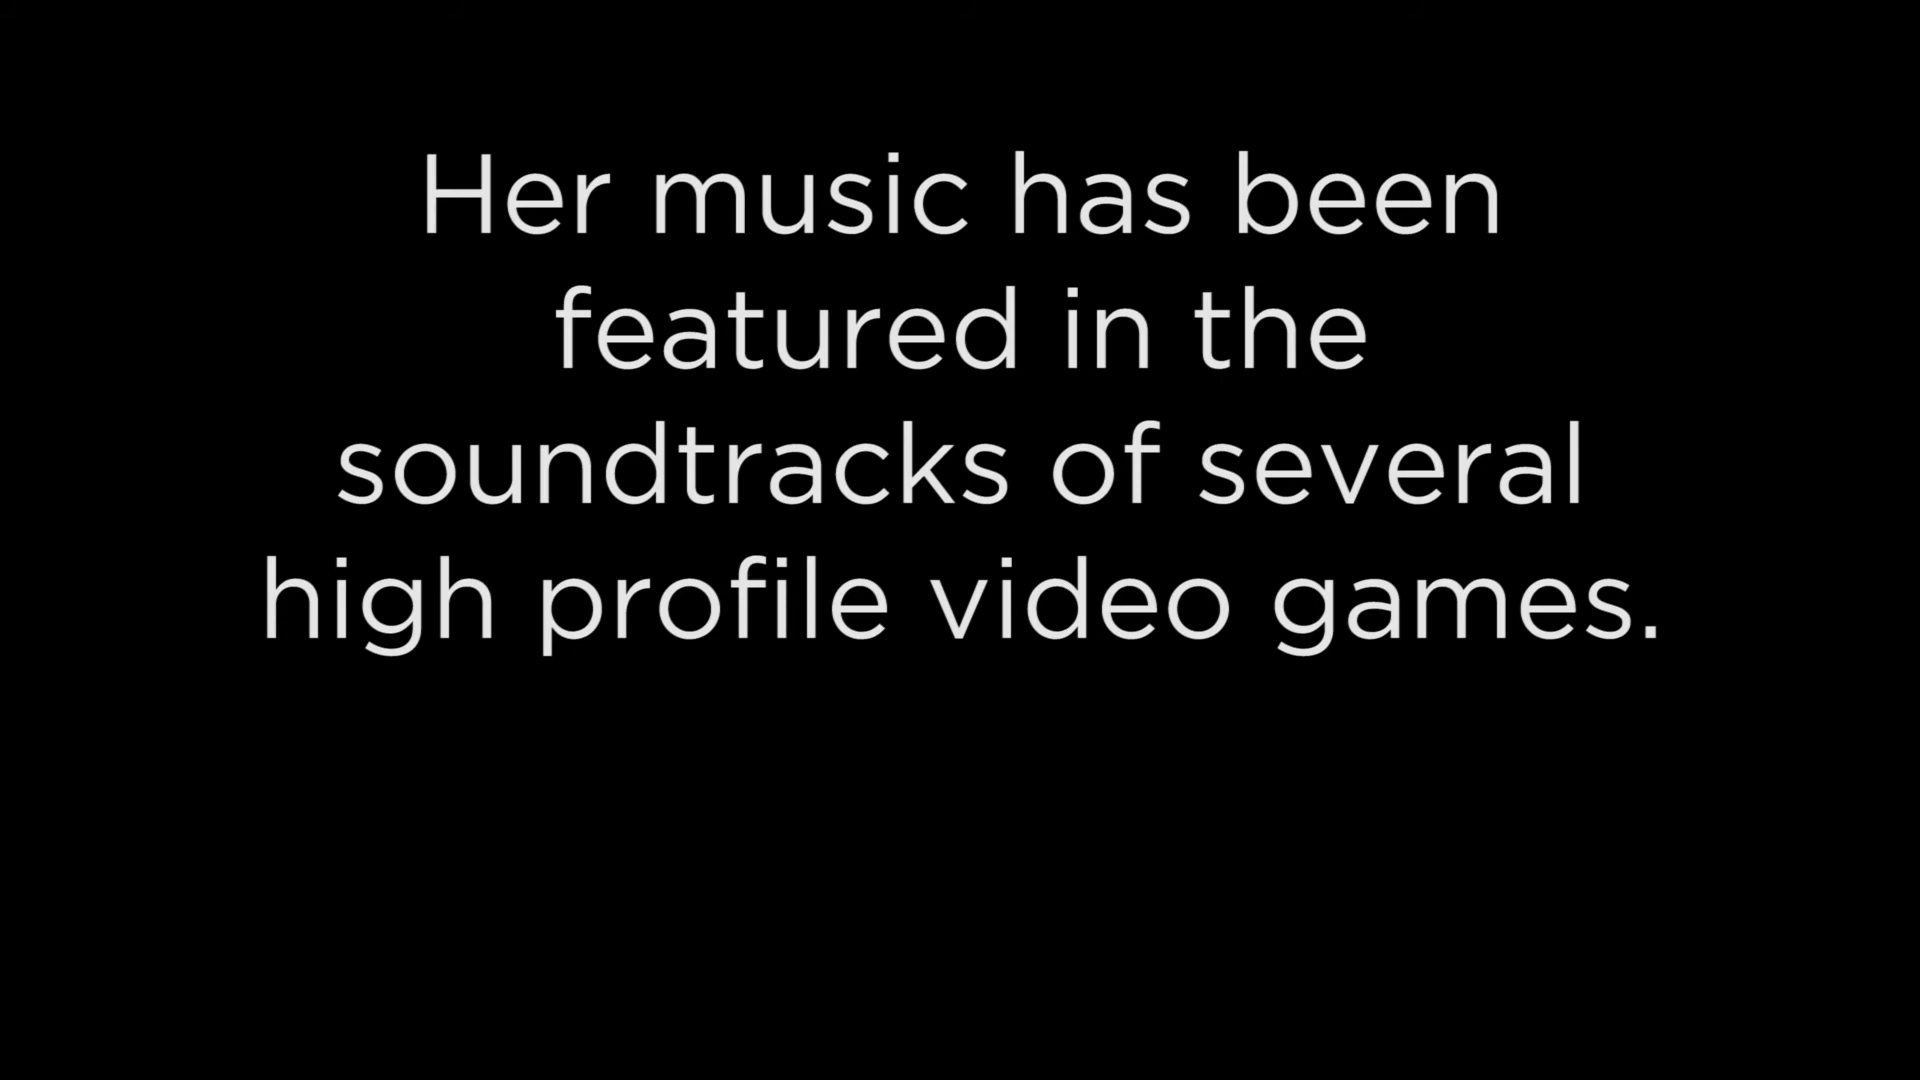 Her music has been
featured in the
soundtracks of several
high profile video games.